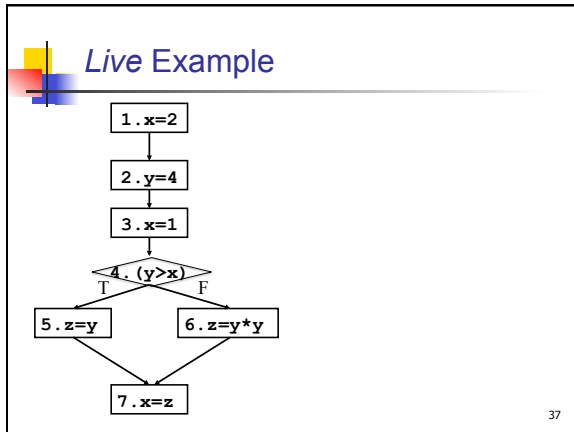 Live Example
1.x=2
2.y=4
3.x=1
4.(y>x)
T
F
5.z=y
6.z=y*y
7.x=z
37